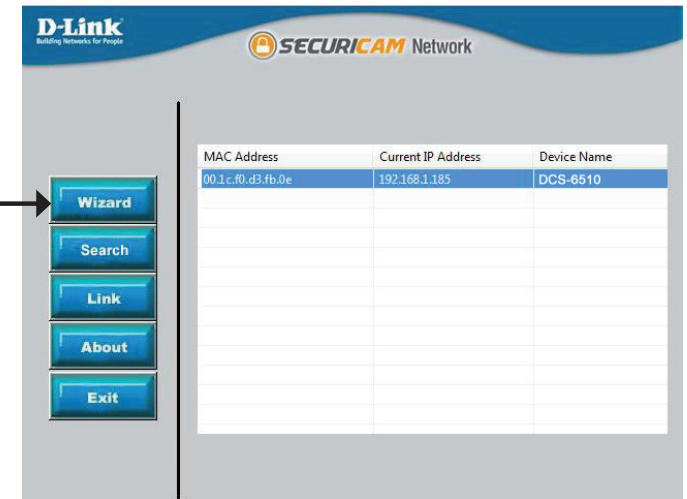 D-Link
Building Networks for People
SECURICAM Network
MAC Address Current IP Address Device Name
00.1c.f0.d3.fb.0e 192.168.1.185 DCS-6510
Wizard
Search
Link
About
Exit